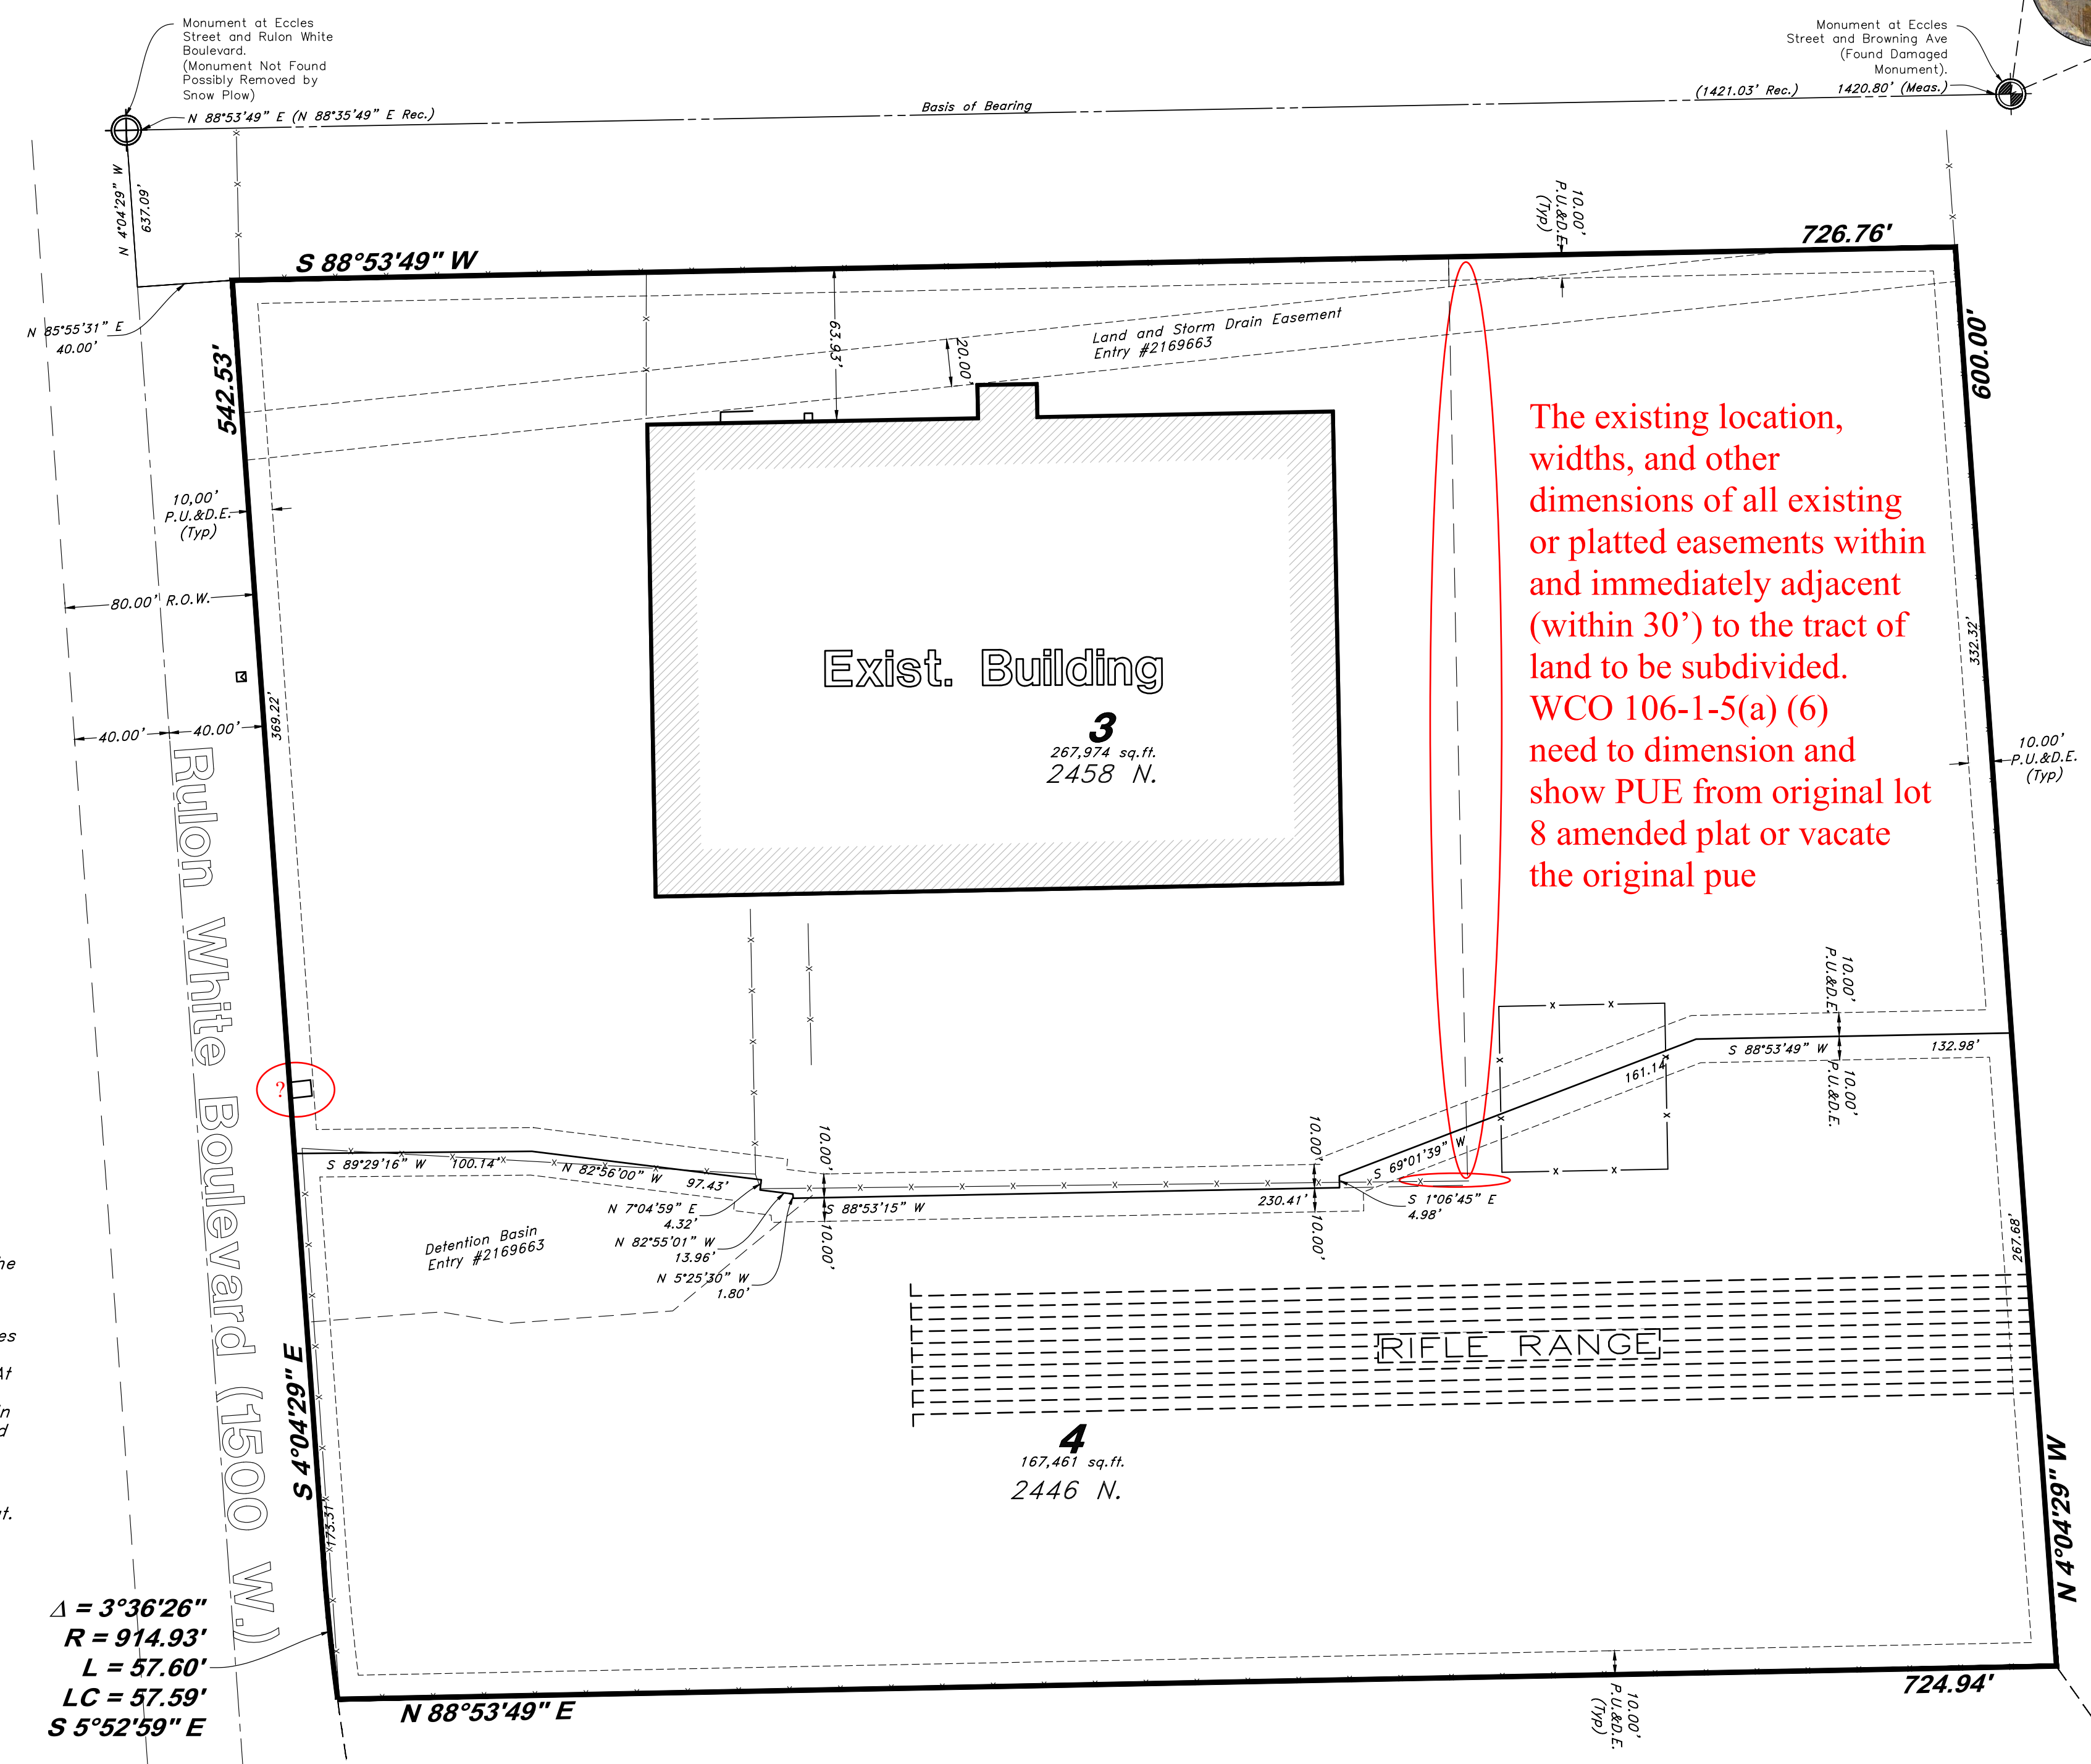 Monument at Eccles
Street and Rulon White
Boulevard.
(Monument Not Found
Possibly Removed by
Snow Plow)
Monument at Eccles
Street and Browning Ave
(Found Damaged
Monument).
N 88°53'49" E (N 88°35'49" E Rec.)
Basis of Bearing
(1421.03' Rec.)
1420.80' (Meas.)
N 4°04'29" W
637.09'
N 85°55'31" E
40.00'
S 88°53'49" W
726.76'
10.00'
P.U.&D.E.
(Typ)
542.53'
600.00'
63.93'
20.00'
Land and Storm Drain Easement
Entry #2169663
10,00'
P.U.&D.E.
(Typ)
80.00' R.O.W.
40.00'
40.00'
369.22'
332.32'
Exist. Building
3
267,974 sq.ft.
2458 N.
The existing location,
widths, and other
dimensions of all existing
or platted easements within
and immediately adjacent
(within 30') to the tract of
land to be subdivided.
WCO 106-1-5(a) (6)
need to dimension and
show PUE from original lot
8 amended plat or vacate
the original pue
10.00'
P.U.&D.E.
(Typ)
Rulon White Boulevard (1500 W.)
?
10.00'
P.U.&D.E.
S 88°53'49" W
132.98'
10.00'
P.U.&D.E.
161.14'
S 69°01'39" W
S 89°29'16" W
100.14'
N 82°56'00" W
97.43'
10.00'
10.00'
N 7°04'59" E
4.32'
S 88°53'15" W
230.41'
S 1°06'45" E
4.98'
N 82°55'01" W
13.96'
10.00'
10.00'
N 5°25'30" W
1.80'
Detention Basin
Entry #2169663
267.68'
RIFLE RANGE
4
167,461 sq.ft.
2446 N.
S 4°04'29" E
173.31'
N 4°04'29" W
Δ = 3°36'26"
R = 914.93'
L = 57.60'
LC = 57.59'
S 5°52'59" E
N 88°53'49" E
724.94'
10.00'
P.U.&D.E.
(Typ)